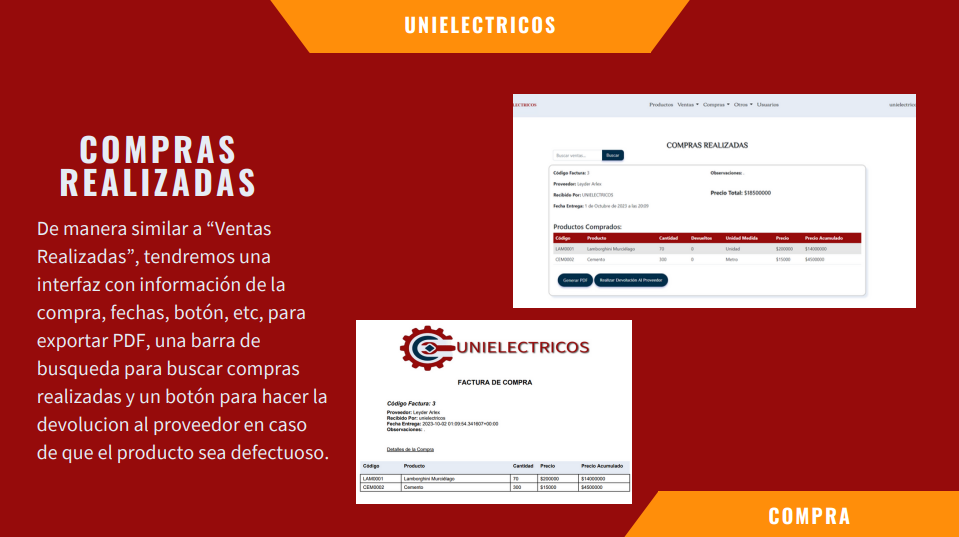 UNIELECTRICOS
COMPRAS
REALIZADAS
De manera similar a “Ventas
Realizadas”, tendremos una
interfaz con información de la
compra, fechas, botón, etc, para
exportar PDF, una barra de
busqueda para buscar compras
realizadas y un botón para hacer la
devolucion al proveedor en caso
de que el producto sea defectuoso.
LECTRICOS Productos Ventas Compras Otros Usuarios unielectrico
COMPRAS REALIZADAS
Buscar ventas... Buscar
Código Factura: 3 Observaciones: .
Proveedor: Leyder Arlex
Recibido Por: UNIELECTRICOS Precio Total: $18500000
Fecha Entrega: 1 de Octubre de 2023 a las 20:09
Productos Comprados:
Código Producto Cantidad Devueltos Unidad Medida Precio Precio Acumulado
LAM0001 Lamborghini Murciélago 70 0 Unidad $200000 $14000000
CEM0002 Cemento 300 0 Metro $15000 $4500000
Generar PDF Realizar Devolución Al Proveedor
UNIELECTRICOS
FACTURA DE COMPRA
Código Factura: 3
Proveedor: Leyder Arlex
Recibido Por: unielectricos
Fecha Entrega: 2023-10-02 01:09:54.341607+00:00
Observaciones: .
Detalles de la Compra
Código Producto Cantidad Precio Precio Acumulado
LAM0001 Lamborghini Murciélago 70 $200000 $14000000
CEM0002 Cemento 300 $15000 $4500000
COMPRA